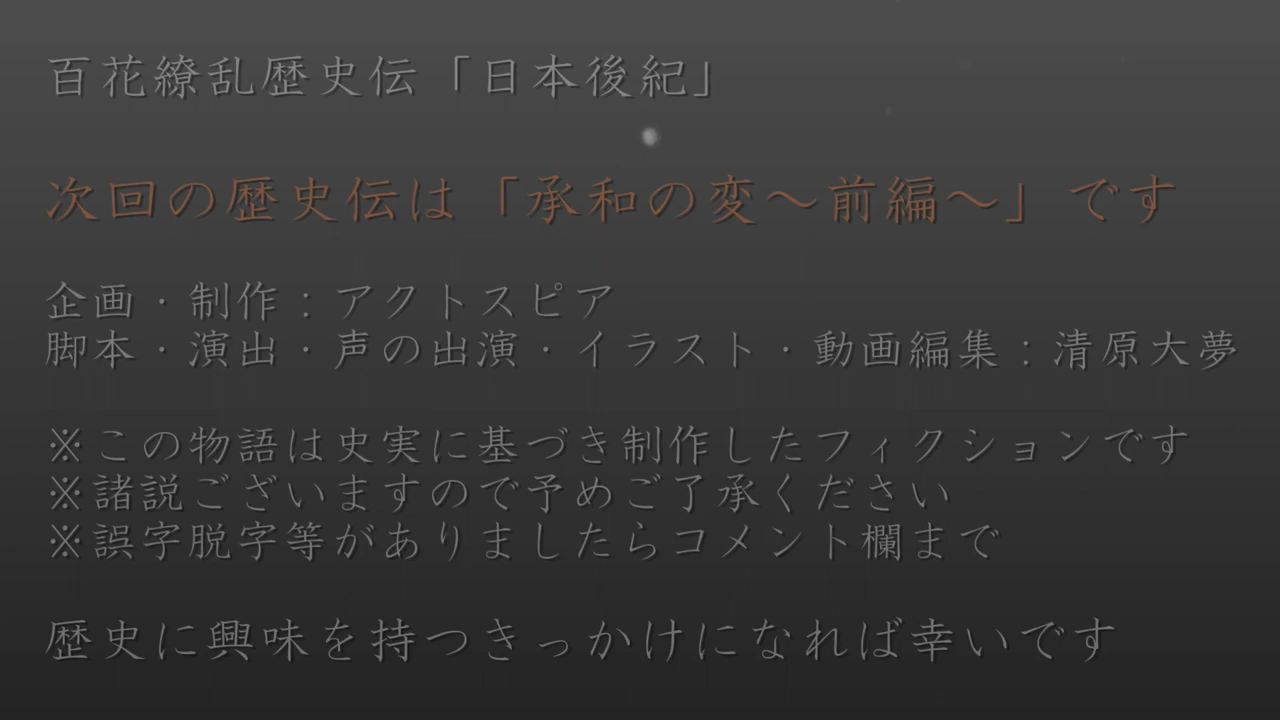 百花繚乱歴史伝「日本後紀」
次回の歴史伝は「承和の変～前編～」です
企画・制作：アクトスピア
脚本・演出・声の出演・イラスト・動画編集：清原大夢
※この物語は史実に基づき制作したフィクションです
※諸説ございますので予めご了承ください
※誤字脱字等がありましたらコメント欄まで
歴史に興味を持つきっかけになれば幸いです